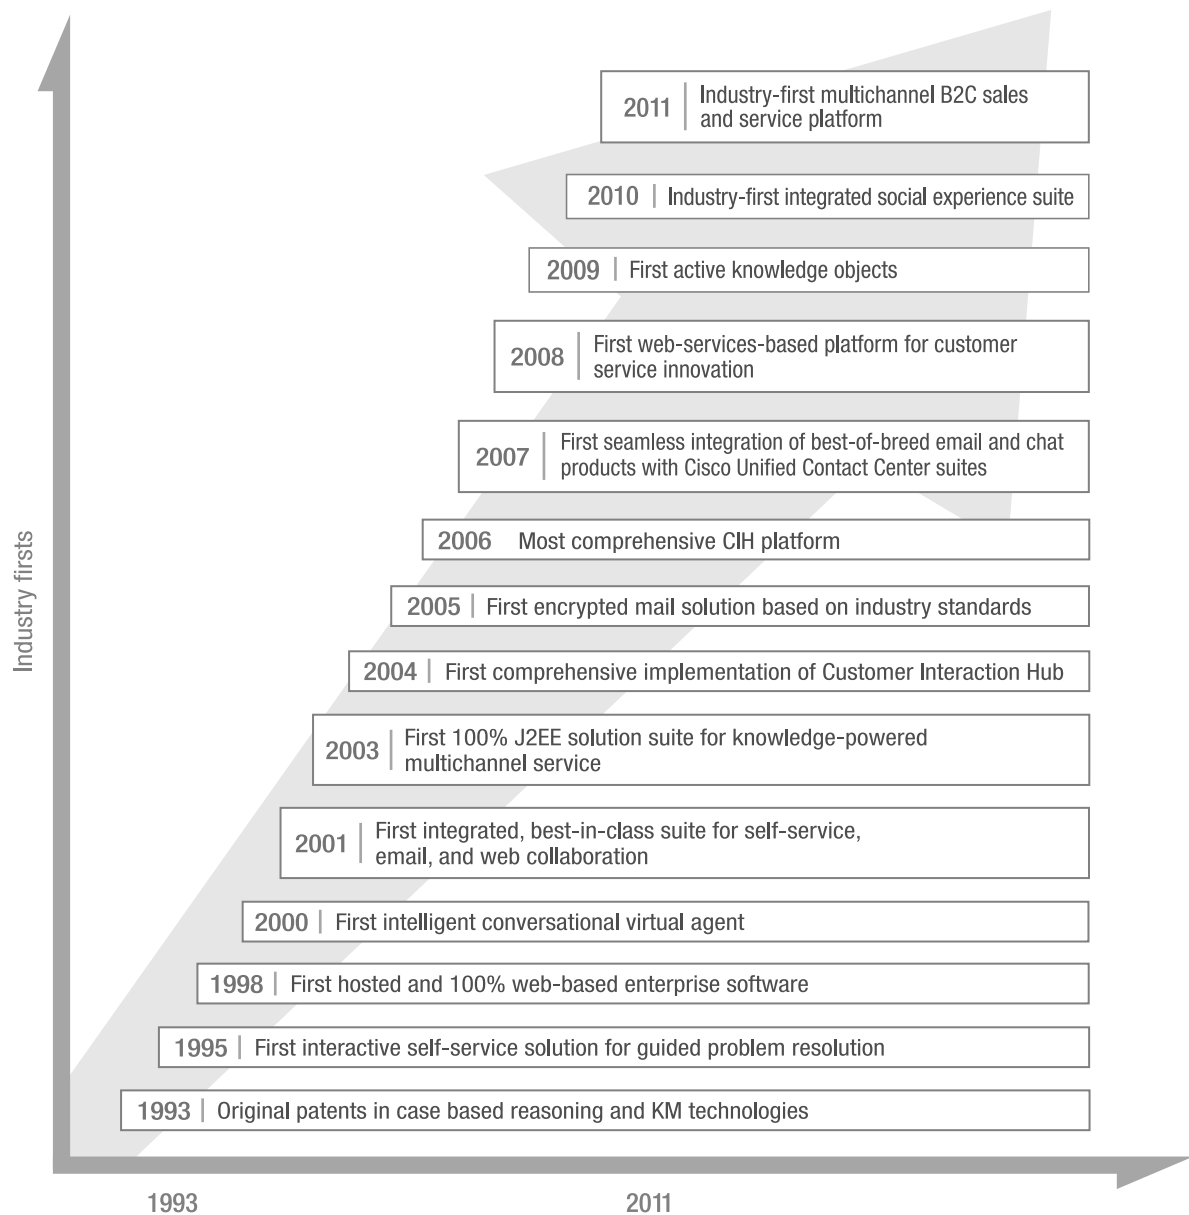 2011 Industry-first multichannel B2C sales
and service platform
2010 Industry-first integrated social experience suite
2009 First active knowledge objects
2008 First web-services-based platform for customer
service innovation
2007 First seamless integration of best-of-breed email and chat
products with Cisco Unified Contact Center suites
2006 Most comprehensive CIH platform
2005 First encrypted mail solution based on industry standards
2004 First comprehensive implementation of Customer Interaction Hub
2003 First 100% J2EE solution suite for knowledge-powered
multichannel service
2001 First integrated, best-in-class suite for self-service,
email, and web collaboration
2000 First intelligent conversational virtual agent
1998 First hosted and 100% web-based enterprise software
1995 First interactive self-service solution for guided problem resolution
1993 Original patents in case based reasoning and KM technologies
Industry firsts
1993 2011